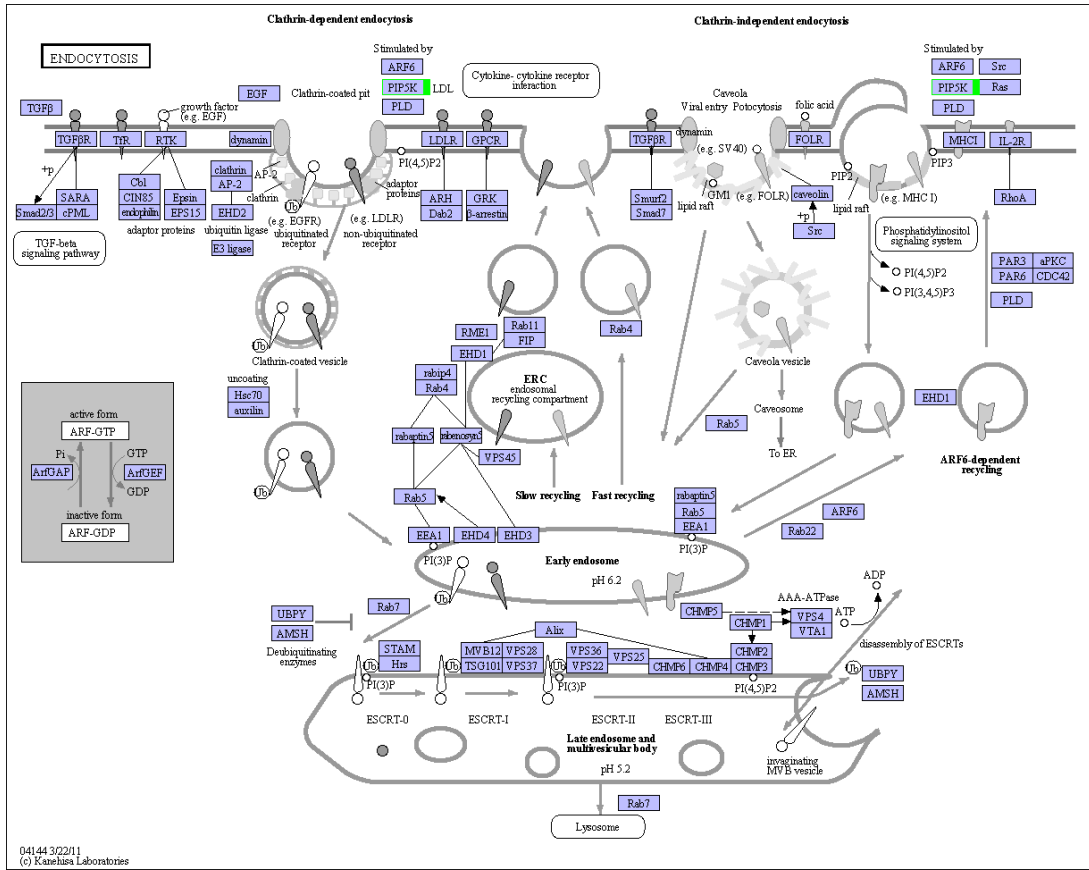 Clathrin-dependent endocytosis
Clathrin-independent endocytosis
ENDOCYTOSIS
Stimulated by
ARF6
PIP5K
LDL
PLD
Cytokine- cytokine receptor
interaction
Stimulated by
ARF6
Src
PIP5K
Ras
PLD
TGFβ
growth factor
(e.g. EGF)
EGF
Clathrin-coated pit
Caveola
Viral entry
Potocytosis
folic acid
TGFβR
TfR
RTK
dynamin
LDLR
GPCR
TGFβR
dynamin
FOLR
MHCI
IL-2R
+p
SARA
Smad2/3
cPML
Cbl
CIN85
endophilin
Epsin
EPS15
adaptor proteins
clathrin
AP-2
EHD2
ubiquitin ligase
E3 ligase
AP-2
clathrin
Ub
(e.g. EGFR)
ubiquitinated
receptor
(e.g. LDLR)
non-ubiquitinated
receptor
adaptor
proteins
PI(4,5)P2
ARH
Dab2
GRK
β-arrestin
Smurf2
Smad7
(e.g. SV40)
GM1
lipid raft
(e.g. FOLR)
caveolin
+p
Src
PIP2
lipid raft
(e.g. MHC I)
PIP3
RhoA
TGF-beta
signaling pathway
Phosphatidylinositol
signaling system
PI(4,5)P2
PI(3,4,5)P3
PAR3
aPKC
PAR6
CDC42
PLD
Ub
Clathrin-coated vesicle
uncoating
Hsc70
auxilin
RME1
Rab11
FIP
EHD1
rabip4
Rab4
Rab4
ERC
endosomal
recycling compartment
rabaptin5
rabenosyn5
VPS45
Caveola vesicle
Caveosome
Rab5
To ER
EHD1
ARF6-dependent
recycling
active form
ARF-GTP
Pi
GTP
ArfGAP
ArfGEF
GDP
inactive form
ARF-GDP
Ub
Rab5
Slow recycling
Fast recycling
rabaptin5
Rab5
EEA1
PI(3)P
ARF6
Rab22
EEA1
EHD4
EHD3
PI(3)P
Early endosome
pH 6.2
Ub
Rab7
UBPY
AMSH
Deubiquitinating
enzymes
ADP
AAA-ATPase
CHMP5
CHMP1
VPS4
VTA1
ATP
Alix
STAM
Hrs
Ub
PI(3)P
Ub
MVB12
VPS28
TSG101
VPS37
Ub
PI(3)P
VPS36
VPS22
VPS25
CHMP6
CHMP4
CHMP2
CHMP3
PI(4,5)P2
disassembly of ESCRTs
Ub
UBPY
AMSH
ESCRT-0
ESCRT-I
ESCRT-II
ESCRT-III
Late endosome and
multivesicular body
pH 5.2
invaginating
MVB vesicle
Rab7
Lysosome
04144 3/22/11
(c) Kanehisa Laboratories